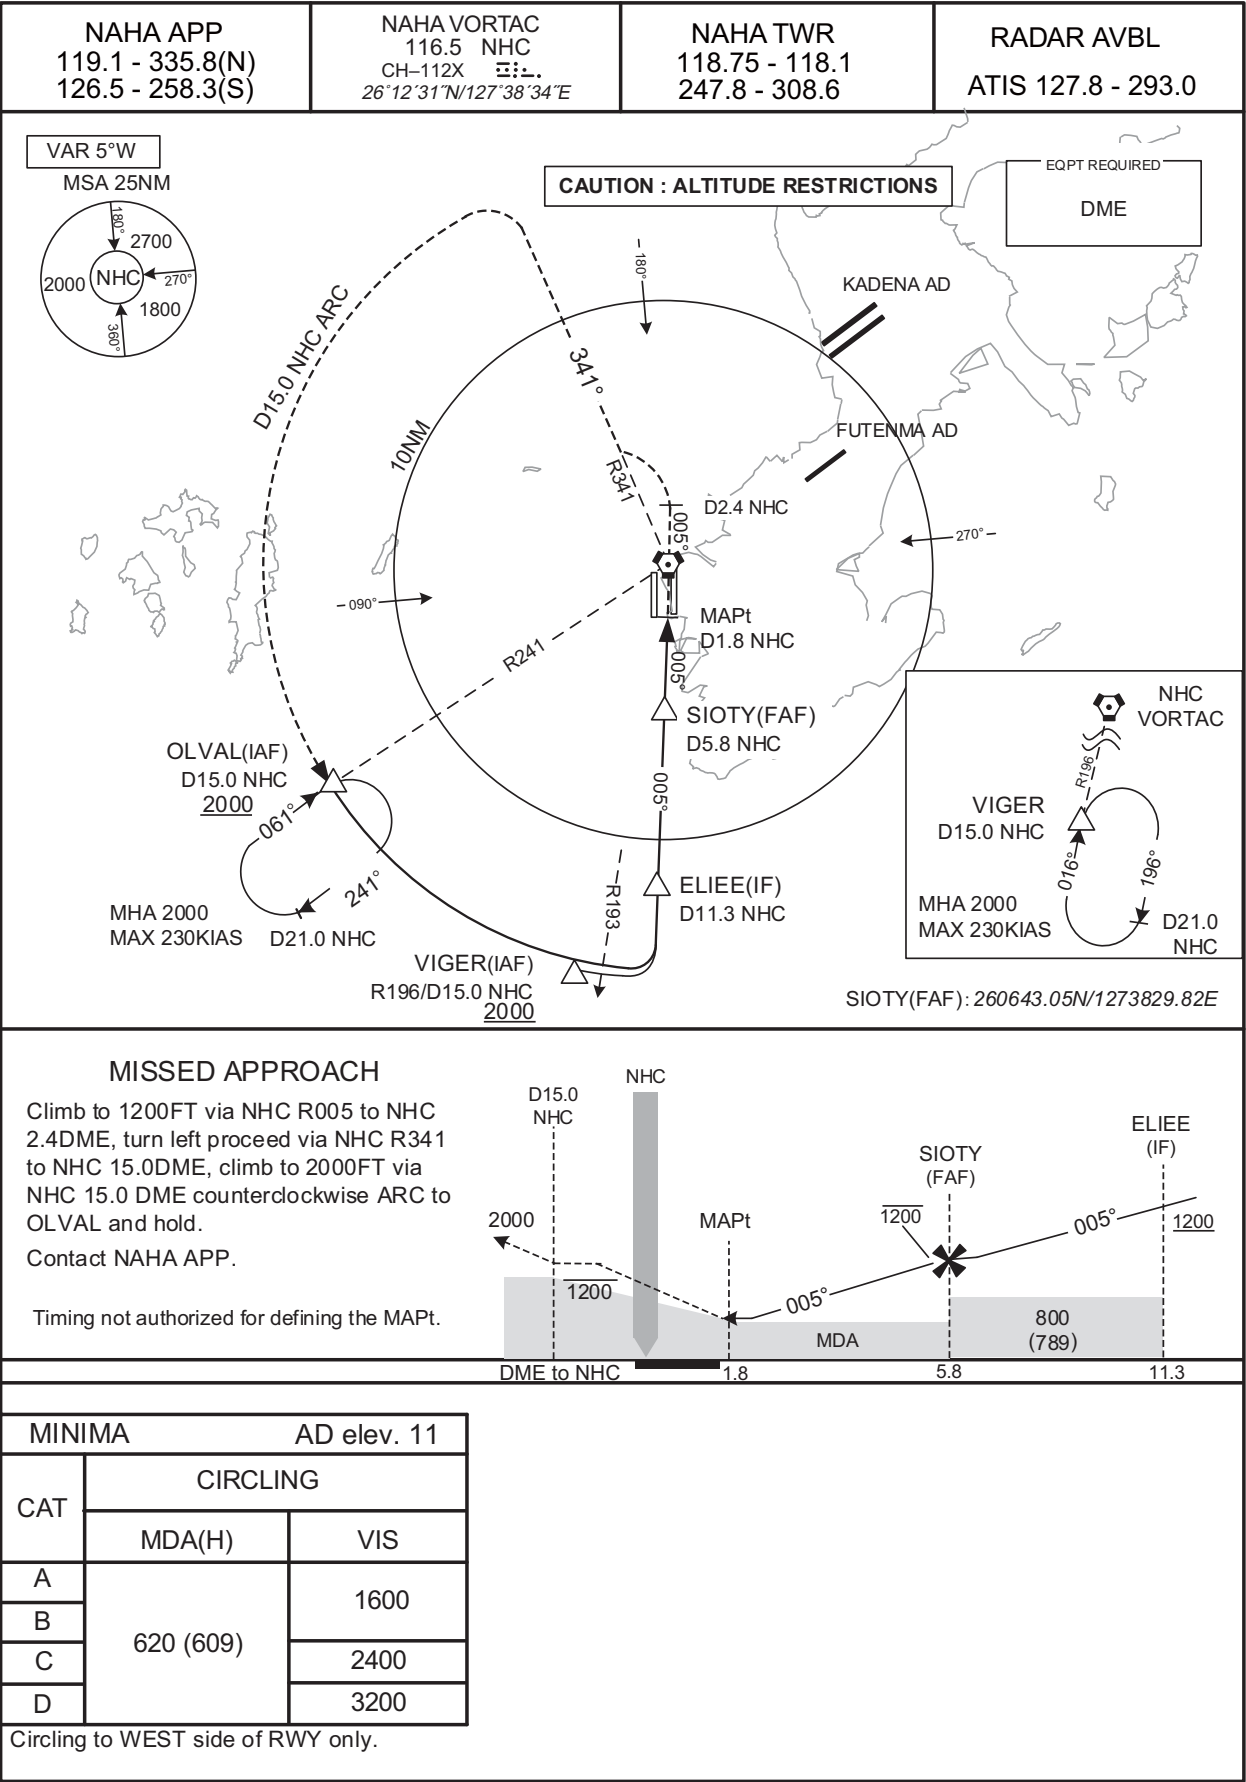 NAHA APP
119.1 - 335.8(N)
126.5 - 258.3(S)
NAHA VORTAC
116.5 NHC
CH–112X
26°12´31˝N/127°38´34˝E
NAHA TWR
118.75 - 118.1
247.8 - 308.6
RADAR AVBL
ATIS 127.8 - 293.0
VAR 5°W
MSA 25NM
180°
2700
2000
NHC
270°
1800
360°
CAUTION : ALTITUDE RESTRICTIONS
EQPT REQUIRED
DME
180°
KADENA AD
D15.0 NHC ARC
341°
10NM
FUTENMA AD
R341
D2.4 NHC
005°
270°
090°
MAPt
D1.8 NHC
R241
005°
SIOTY(FAF)
D5.8 NHC
OLVAL(IAF)
D15.0 NHC
2000
061°
241°
005°
MHA 2000
MAX 230KIAS
D21.0 NHC
R193
ELIEE(IF)
D11.3 NHC
VIGER(IAF)
R196/D15.0 NHC
2000
NHC
VORTAC
R196
VIGER
D15.0 NHC
016°
196°
MHA 2000
MAX 230KIAS
D21.0
NHC
SIOTY(FAF): 260643.05N/1273829.82E
MISSED APPROACH
Climb to 1200FT via NHC R005 to NHC
2.4DME, turn left proceed via NHC R341
to NHC 15.0DME, climb to 2000FT via
NHC 15.0 DME counterclockwise ARC to
OLVAL and hold.
Contact NAHA APP.
Timing not authorized for defining the MAPt.
D15.0
NHC
NHC
ELIEE
(IF)
SIOTY
(FAF)
2000
MAPt
1200
005°
1200
1200
005°
800
(789)
MDA
DME to NHC
1.8
5.8
11.3
MINIMA AD elev. 11
CAT
CIRCLING
MDA(H)
VIS
A
B
C
D
620 (609)
1600
2400
3200
Circling to WEST side of RWY only.